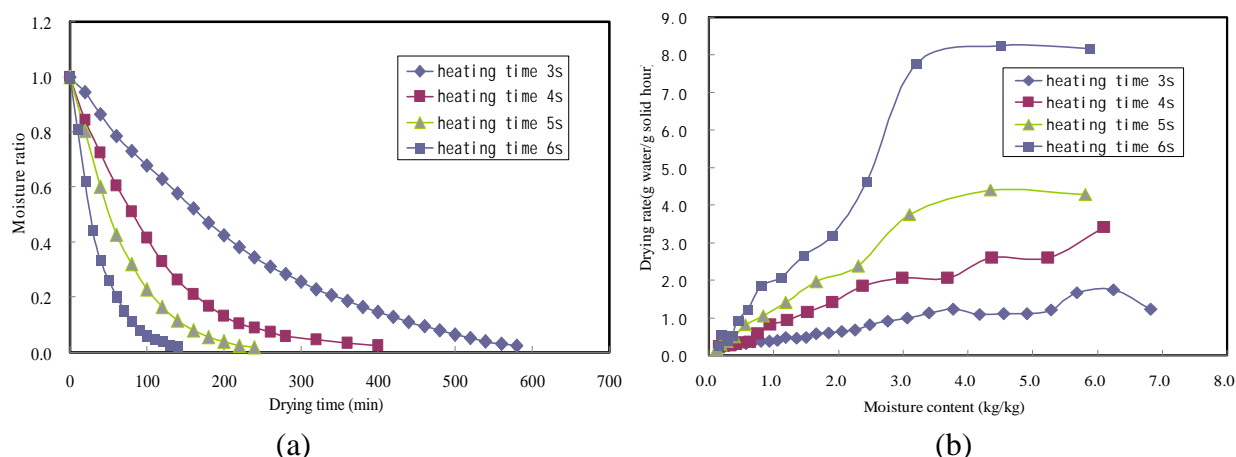 1.2
1.0
0.8
0.6
0.4
0.2
0.0
Moisture ratio
heating time 3s
heating time 4s
heating time 5s
heating time 6s
0 100 200 300 400 500 600 700
Drying time (min)
(a)
9.0
8.0
7.0
6.0
5.0
4.0
3.0
2.0
1.0
0.0
Drying rate(g water/g solid hour)
heating time 3s
heating time 4s
heating time 5s
heating time 6s
0.0 1.0 2.0 3.0 4.0 5.0 6.0 7.0 8.0
Moisture content (kg/kg)
(b)